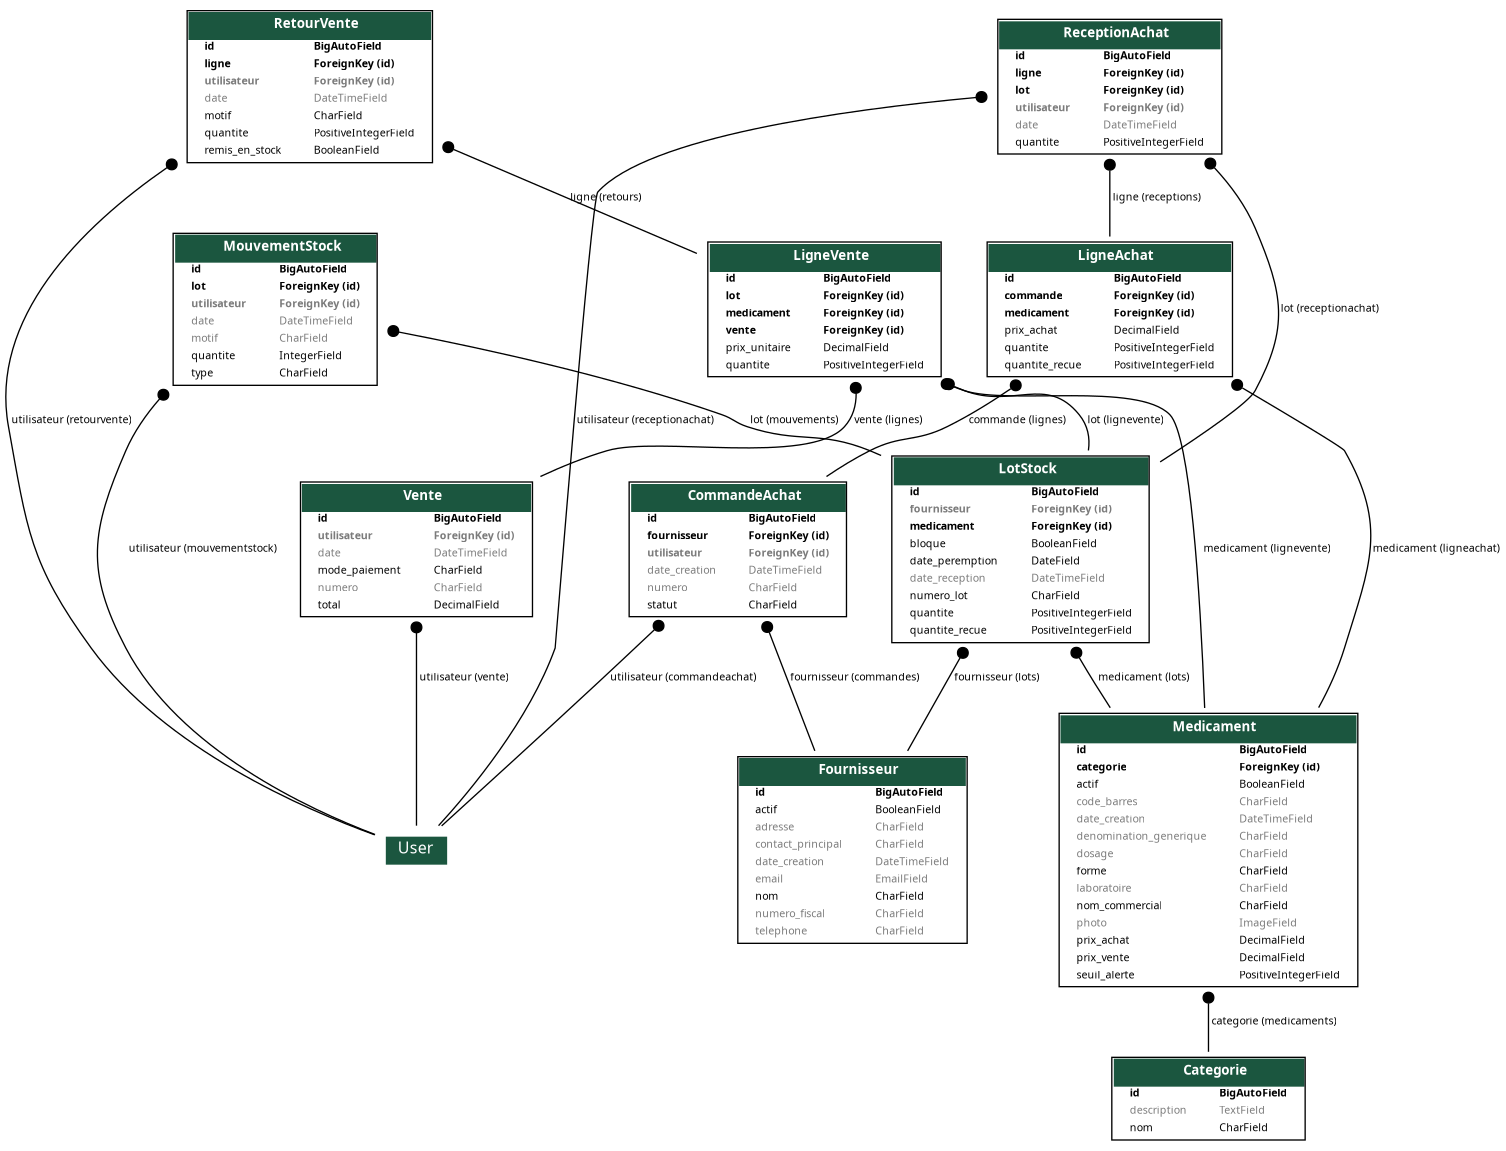 RetourVente
id BigAutoField
ligne ForeignKey (id)
utilisateur ForeignKey (id)
date DateTimeField
motif CharField
quantite PositiveIntegerField
remis_en_stock BooleanField
ReceptionAchat
id BigAutoField
ligne ForeignKey (id)
lot ForeignKey (id)
utilisateur ForeignKey (id)
date DateTimeField
quantite PositiveIntegerField
ligne (retours)
ligne (receptions)
MouvementStock
id BigAutoField
lot ForeignKey (id)
utilisateur ForeignKey (id)
date DateTimeField
motif CharField
quantite IntegerField
type CharField
LigneVente
id BigAutoField
lot ForeignKey (id)
medicament ForeignKey (id)
vente ForeignKey (id)
prix_unitaire DecimalField
quantite PositiveIntegerField
LigneAchat
id BigAutoField
commande ForeignKey (id)
medicament ForeignKey (id)
prix_achat DecimalField
quantite PositiveIntegerField
quantite_recue PositiveIntegerField
lot (receptionachat)
utilisateur (retourvente)
utilisateur (receptionachat)
lot (mouvements)
vente (lignes)
commande (lignes)
lot (lignevente)
Vente
id BigAutoField
utilisateur ForeignKey (id)
date DateTimeField
mode_paiement CharField
numero CharField
total DecimalField
CommandeAchat
id BigAutoField
fournisseur ForeignKey (id)
utilisateur ForeignKey (id)
date_creation DateTimeField
numero CharField
statut CharField
LotStock
id BigAutoField
fournisseur ForeignKey (id)
medicament ForeignKey (id)
bloque BooleanField
date_peremption DateField
date_reception DateTimeField
numero_lot CharField
quantite PositiveIntegerField
quantite_recue PositiveIntegerField
utilisateur (mouvementstock)
medicament (lignevente)
medicament (ligneachat)
utilisateur (vente)
utilisateur (commandeachat)
fournisseur (commandes)
fournisseur (lots)
medicament (lots)
User
Fournisseur
id BigAutoField
actif BooleanField
adresse CharField
contact_principal CharField
date_creation DateTimeField
email EmailField
nom CharField
numero_fiscal CharField
telephone CharField
Medicament
id BigAutoField
categorie ForeignKey (id)
actif BooleanField
code_barres CharField
date_creation DateTimeField
denomination_generique CharField
dosage CharField
forme CharField
laboratoire CharField
nom_commercial CharField
photo ImageField
prix_achat DecimalField
prix_vente DecimalField
seuil_alerte PositiveIntegerField
categorie (medicaments)
Categorie
id BigAutoField
description TextField
nom CharField